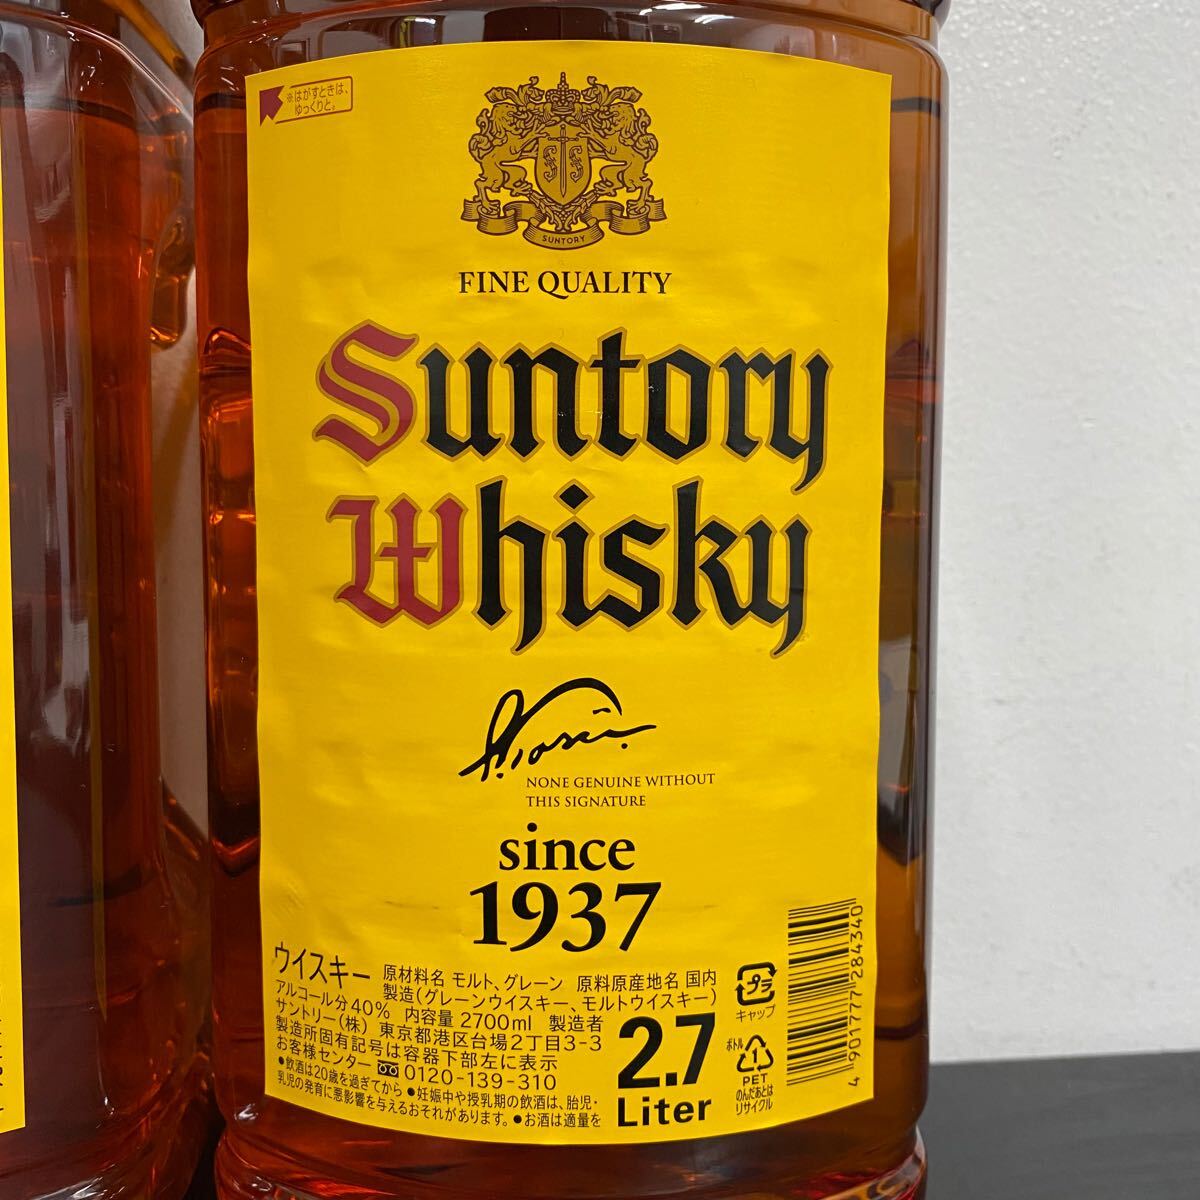 ※はがすときは、
ゆっくりと。
SUNTORY
FINE QUALITY
Suntory
Whisky
NONE GENUINE WITHOUT
THIS SIGNATURE
since
1937
ウイスキー 原材料名 モルト、グレーン 原料原産地名 国内
製造(グレーンウイスキー、モルトウイスキー)
アルコール分40% 内容量 2700ml 製造者
サントリー(株) 東京都港区台場2丁目3-3
製造所固有記号は容器下部左に表示
お客様センター 0120-139-310
●飲酒は20歳を過ぎてから ●妊娠中や授乳期の飲酒は、胎児・
乳児の発育に悪影響を与えるおそれがあります。●お酒は適量を
2.7
Liter
プラ
キャップ
ボトル
1
PET
のんだあとは
リサイクル
4 901777 284340